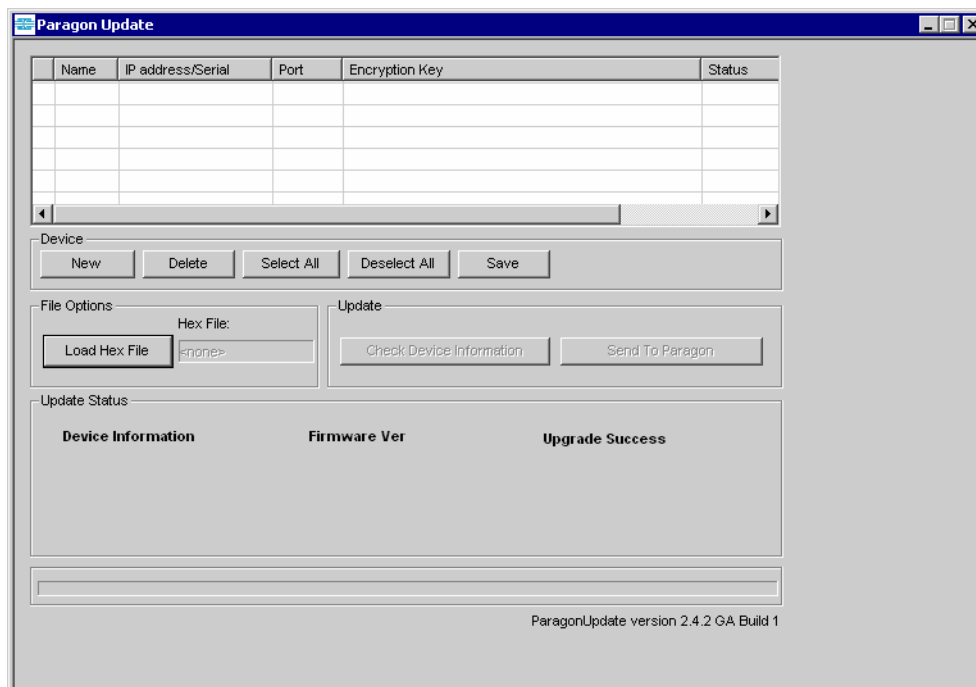 Paragon Update
Name IP address/Serial Port Encryption Key Status
Device
New Delete Select All Deselect All Save
File Options Update
Hex File:
Load Hex File <none> Check Device Information Send To Paragon
Update Status
Device Information Firmware Ver Upgrade Success
ParagonUpdate version 2.4.2 GA Build 1